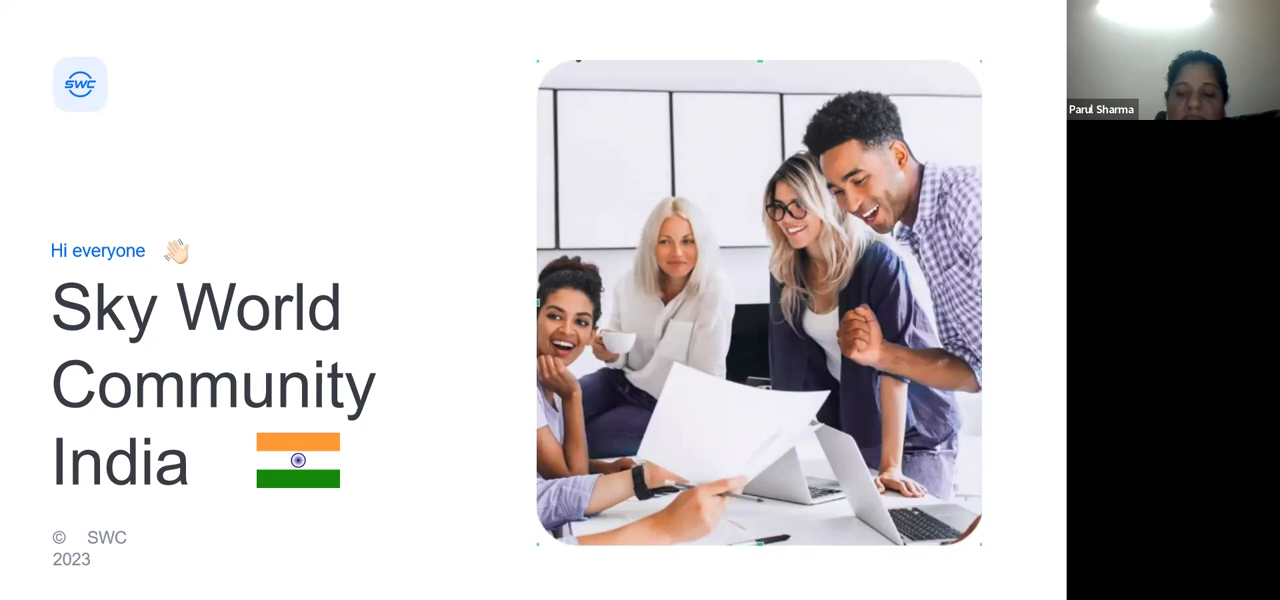 SWC
Hi everyone 👋🏻
Sky World
Community
India
© SWC
2023
Parul Sharma